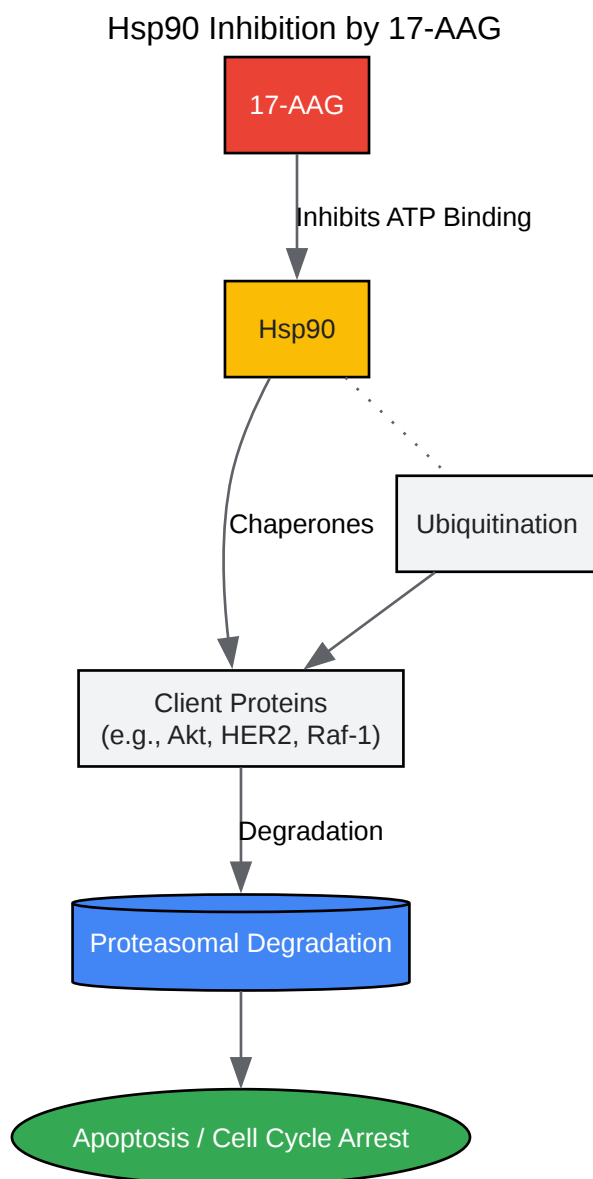 Hsp90 Inhibition by 17-AAG
17-AAG
Inhibits ATP Binding
Hsp90
Chaperones
Ubiquitination
Client Proteins
(e.g., Akt, HER2, Raf-1)
Degradation
Proteasomal Degradation
Apoptosis / Cell Cycle Arrest